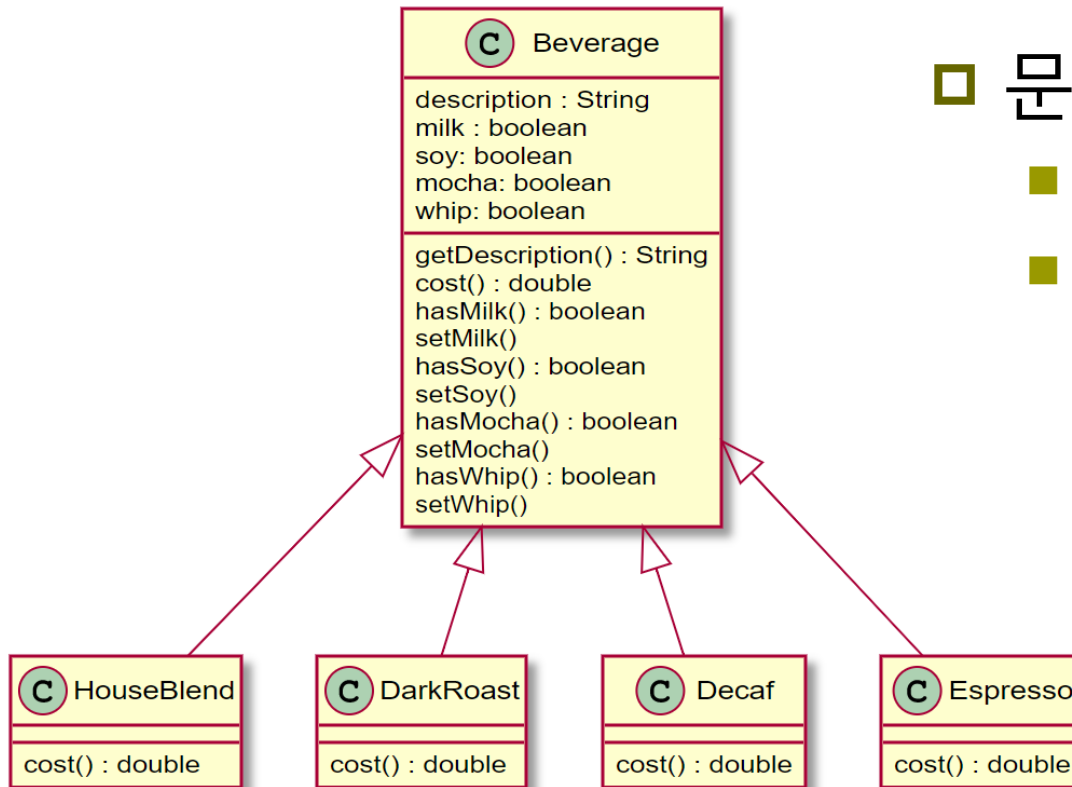 C Beverage
description : String
milk : boolean
soy: boolean
mocha: boolean
whip: boolean
getDescription() : String
cost() : double
hasMilk() : boolean
setMilk()
hasSoy() : boolean
setSoy()
hasMocha() : boolean
setMocha()
hasWhip() : boolean
setWhip()
문
C HouseBlend
cost() : double
C DarkRoast
cost() : double
C Decaf
cost() : double
C Espresso
cost() : double